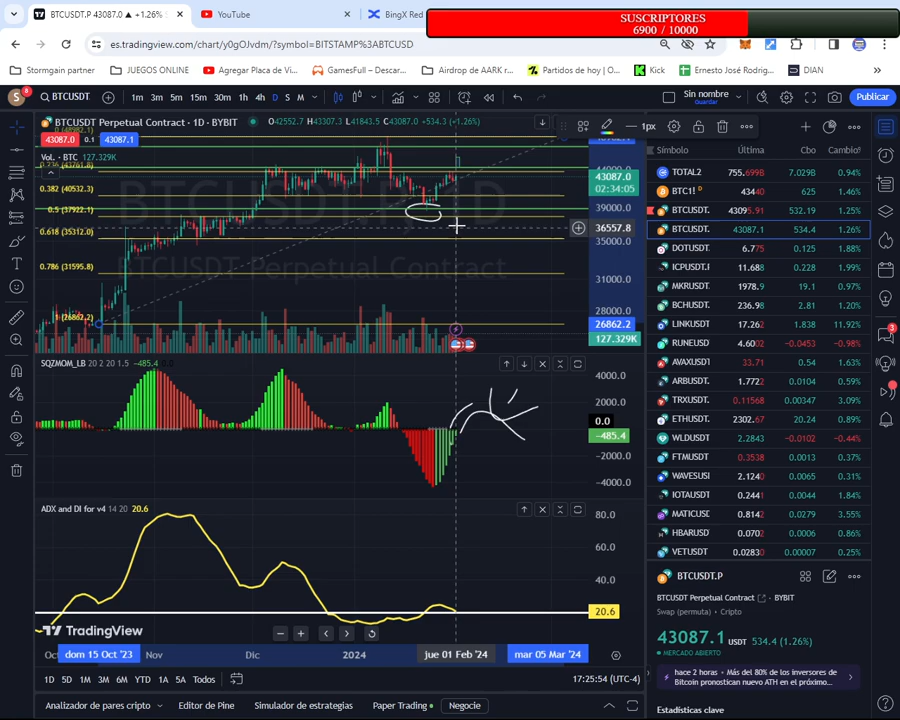 BTCUSDT.P 43087.0 ▲ +1.26% S
YouTube
BingX Red
SUSCRIPTORES
6900 / 10000
es.tradingview.com/chart/y0gOJvdm/?symbol=BITSTAMP%3ABTCUSD
Stormgain partner
JUEGOS ONLINE
Agregar Placa de Vi...
GamesFull – Descar...
Airdrop de AARK r...
Partidos de hoy | O...
Kick
Ernesto José Rodrig...
DIAN
BTCUSDT.
1m 3m 5m 15m 30m 1h 4h D S M
Sin nombre
Guardar
Publicar
BTCUSDT Perpetual Contract · 1D · BYBIT
O42552.7 H43307.3 L41843.5 C43087.0 +534.3 (+1.26%)
43087.0 0.1 43087.1
Vol. · BTC 127.329K
0.382 (40532.3)
0.5 (37922.1)
0.618 (35312.0)
0.786 (31595.8)
1 (26862.2)
BTCUSDT Perpetual Contract
43087.0
02:34:05
39000.0
36557.8
35000.0
31000.0
28000.0
26862.2
127.329K
SQZMOM_LB 20 2 20 1.5 −485.4
4000.0
2000.0
0.0
−485.4
−2000.0
−4000.0
ADX and DI for v4 14 20 20.6
80.0
60.0
40.0
20.6
TradingView
dom 15 Oct '23
Nov
Dic
2024
jue 01 Feb '24
mar 05 Mar '24
1D 5D 1M 3M 6M YTD 1A 5A Todos
17:25:54 (UTC-4)
Analizador de pares cripto
Editor de Pine
Simulador de estrategias
Paper Trading
Negocie
Símbolo Última Cbo Cambio%
TOTAL2 755.699B 7.029B 0.94%
BTC1! D 43440 625 1.46%
BTCUSDT. 43095.91 532.19 1.25%
BTCUSDT. 43087.1 534.4 1.26%
DOTUSDT. 6.775 0.125 1.88%
ICPUSDT.I 11.688 0.228 1.99%
MKRUSDT. 1978.9 19.1 0.97%
BCHUSDT. 236.98 2.81 1.20%
LINKUSDT 17.262 1.838 11.92%
RUNEUSD 4.6002 −0.0453 −0.98%
AVAXUSDT 33.71 0.54 1.63%
ARBUSDT. 1.1772 0.0104 0.59%
TRXUSDT. 0.11568 0.00347 3.09%
ETHUSDT. 2302.67 20.24 0.89%
WLDUSDT 2.2843 −0.0102 −0.44%
FTMUSDT. 0.3538 0.0013 0.37%
WAVESUSI 2.1240 0.0065 0.31%
IOTAUSDT 0.2441 0.0044 1.84%
MATICUSC 0.814 0.0279 3.55%
HBARUSDT 0.0702 0.0006 0.86%
VETUSDT 0.02830 0.00007 0.25%
BTCUSDT.P
BTCUSDT Perpetual Contract · BYBIT
Swap (permuta) · Cripto
43087.1 USDT 534.4 (1.26%)
MERCADO ABIERTO
hace 2 horas · Más del 80% de los inversores de
Bitcoin pronostican nuevo ATH en el próximo...
Estadísticas clave